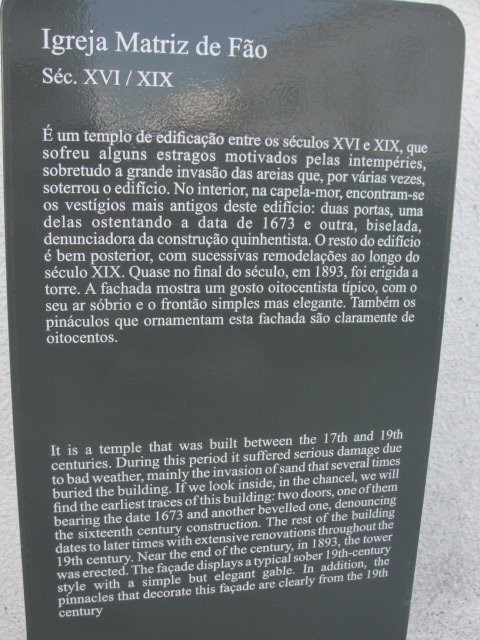 Igreja Matriz de Fão
Séc. XVI / XIX
É um templo de edificação entre os séculos XVI e XIX, que
sofreu alguns estragos motivados pelas intempéries,
sobretudo a grande invasão das areias que, por várias vezes,
soterrou o edifício. No interior, na capela-mor, encontram-se
os vestígios mais antigos deste edifício: duas portas, uma
delas ostentando a data de 1673 e outra, biselada,
denunciadora da construção quinhentista. O resto do edifício
é bem posterior, com sucessivas remodelações ao longo do
século XIX. Quase no final do século, em 1893, foi erigida a
torre. A fachada mostra um gosto oitocentista típico, com o
seu ar sóbrio e o frontão simples mas elegante. Também os
pináculos que ornamentam esta fachada são claramente de
oitocentos.
It is a temple that was built between the 17th and 19th
centuries. During this period it suffered serious damage due
to bad weather, mainly the invasion of sand that several times
buried the building. If we look inside, in the chancel, we will
find the earliest traces of this building: two doors, one of them
bearing the date 1673 and another bevelled one, denouncing
the sixteenth century construction. The rest of the building
dates to later times with extensive renovations throughout the
19th century. Near the end of the century, in 1893, the tower
was erected. The façade displays a typical sober 19th-century
style with a simple but elegant gable. In addition, the
pinnacles that decorate this façade are clearly from the 19th
century